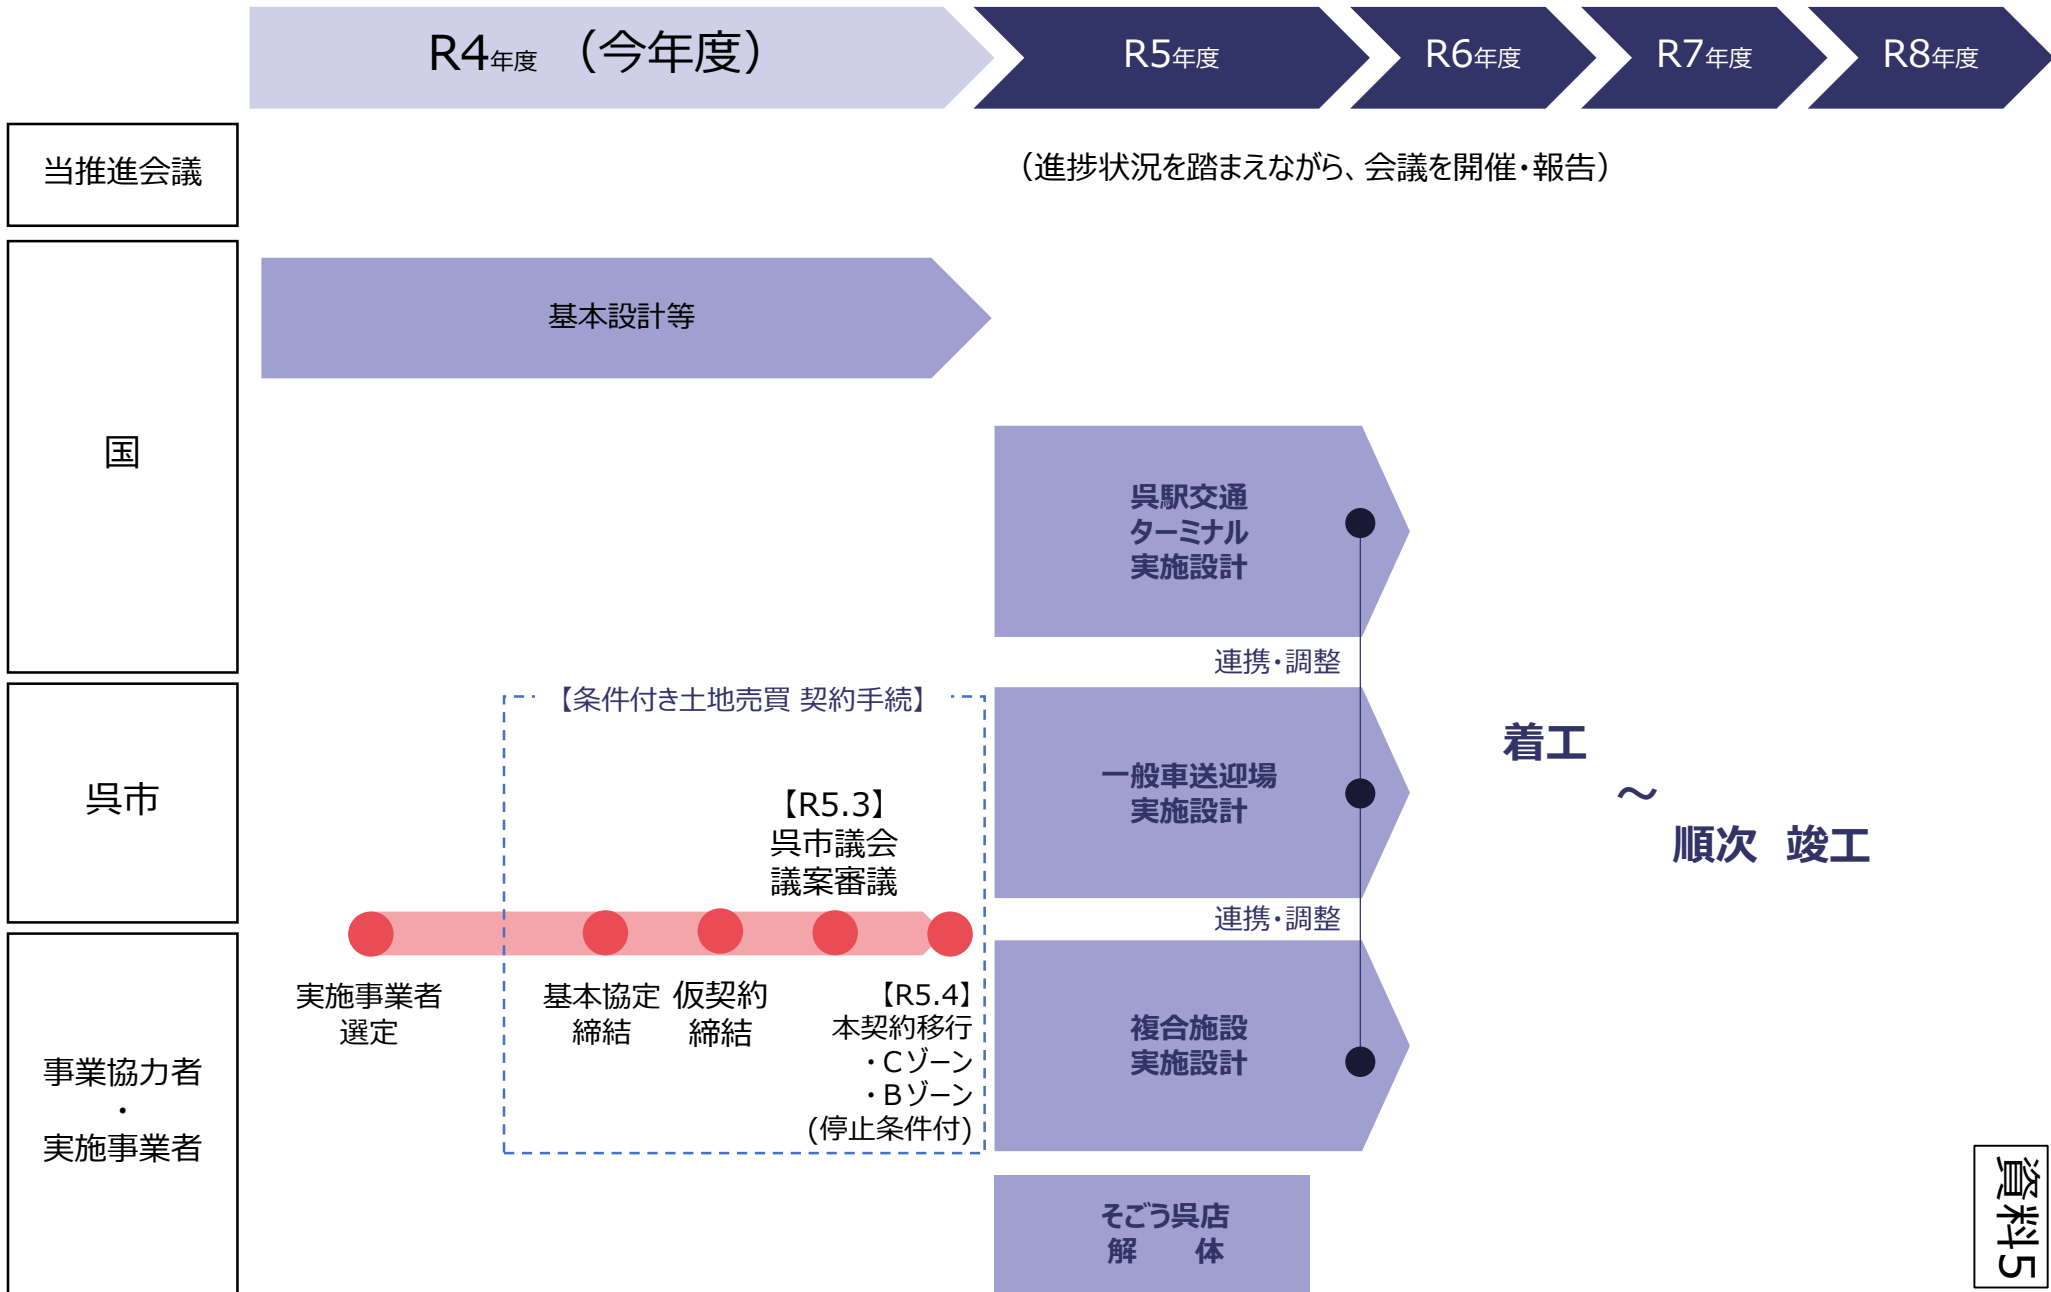 R4年度 （今年度）
R5年度
R6年度
R7年度
R8年度
当推進会議
（進捗状況を踏まえながら、会議を開催・報告）
国
基本設計等
呉駅交通
ターミナル
実施設計
連携・調整
呉市
【条件付き土地売買 契約手続】
【R5.3】
呉市議会
議案審議
一般車送迎場
実施設計
着工
～
順次 竣工
連携・調整
事業協力者
・
実施事業者
実施事業者
選定
基本協定
締結
仮契約
締結
【R5.4】
本契約移行
・Cゾーン
・Bゾーン
(停止条件付)
複合施設
実施設計
そごう呉店
解　体
資料5